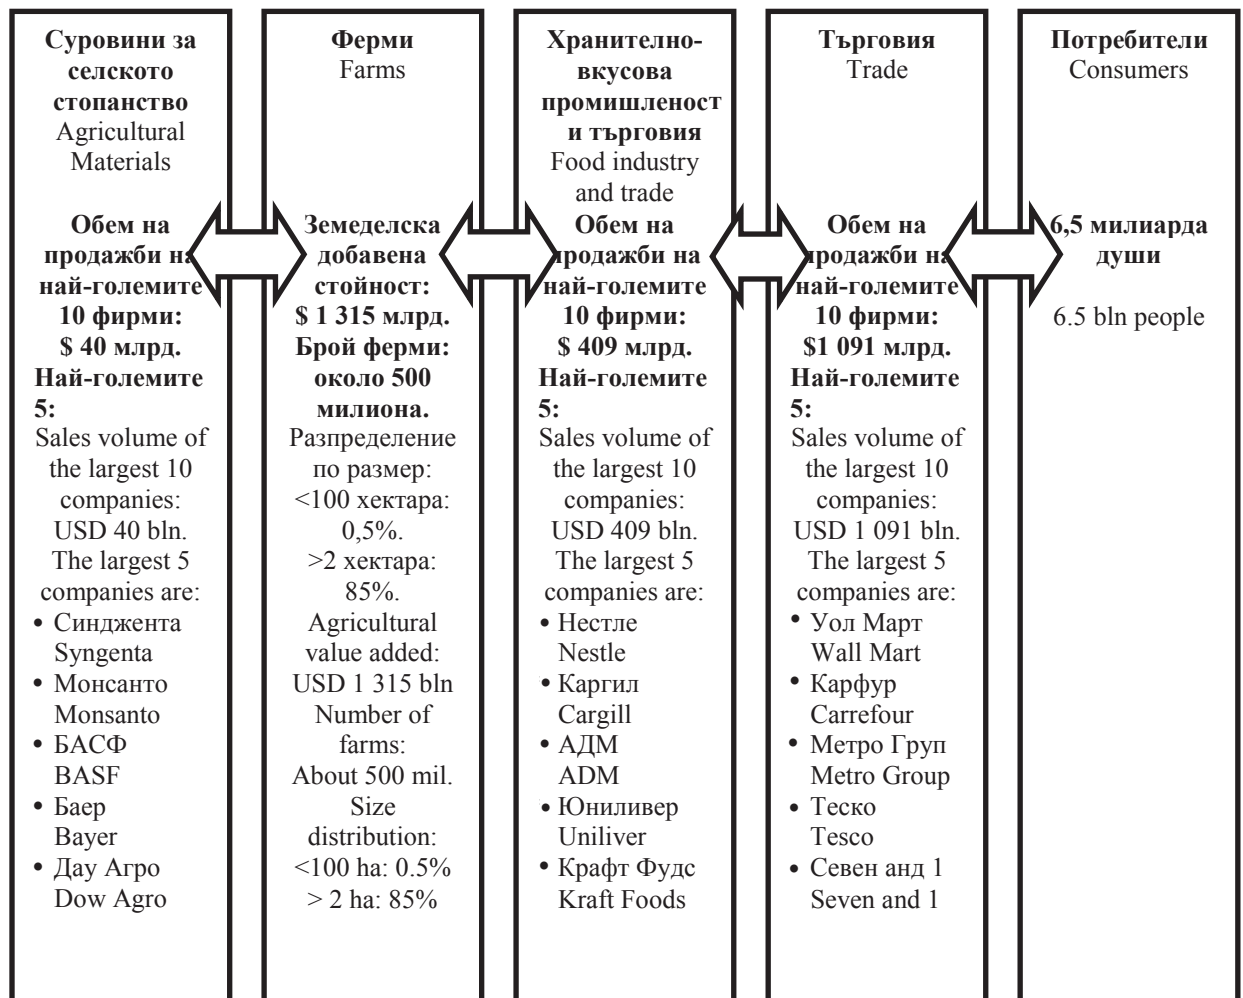 Суровини за
селското
стопанство
Agricultural
Materials
Обем на
продажби на
най-големите
10 фирми:
$ 40 млрд.
Най-големите
5:
Sales volume of
the largest 10
companies:
USD 40 bln.
The largest 5
companies are:
• Синджента
Syngenta
• Монсанто
Monsanto
• БАСФ
BASF
• Баер
Bayer
• Дау Агро
Dow Agro
Ферми
Farms
Земеделска
добавена
стойност:
$ 1 315 млрд.
Брой ферми:
около 500
милиона.
Разпределение
по размер:
<100 хектара:
0,5%.
>2 хектара:
85%.
Agricultural
value added:
USD 1 315 bln
Number of
farms:
About 500 mil.
Size
distribution:
<100 ha: 0.5%
> 2 ha: 85%
Хранително-
вкусова
промишленост
и търговия
Food industry
and trade
Обем на
продажби на
най-големите
10 фирми:
$ 409 млрд.
Най-големите
5:
Sales volume of
the largest 10
companies:
USD 409 bln.
The largest 5
companies are:
• Нестле
Nestle
• Каргил
Cargill
• АДМ
ADM
• Юниливер
Uniliver
• Крафт Фудс
Kraft Foods
Търговия
Trade
Обем на
продажби на
най-големите
10 фирми:
$1 091 млрд.
Най-големите
5:
Sales volume of
the largest 10
companies:
USD 1 091 bln.
The largest 5
companies are:
• Уол Март
Wall Mart
• Карфур
Carrefour
• Метро Груп
Metro Group
• Теско
Tesco
• Севен анд 1
Seven and 1
Потребители
Consumers
6,5 милиарда
души
6.5 bln people